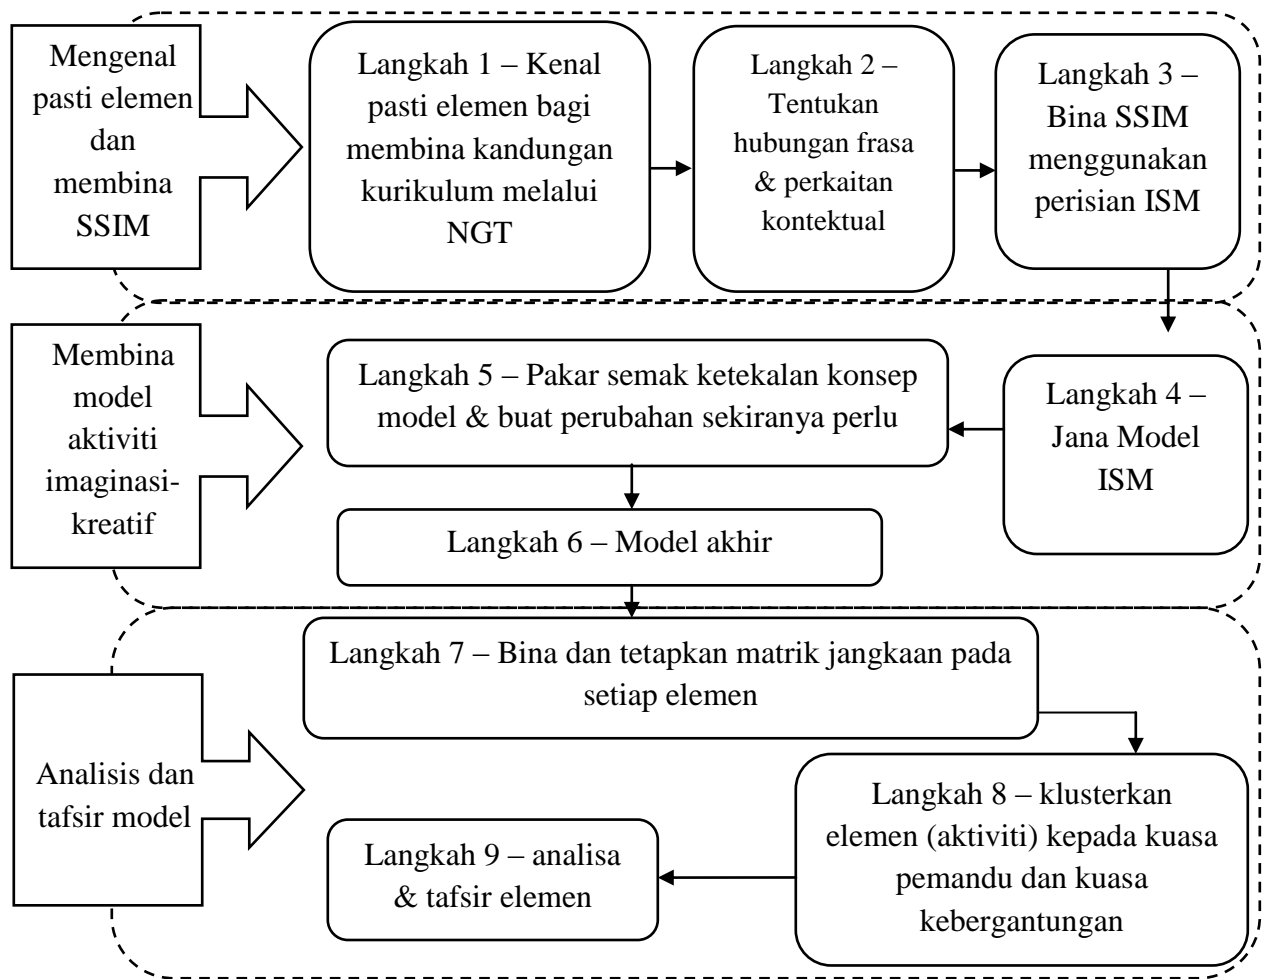 Mengenal
pasti elemen
dan
membina
SSIM
Langkah 1 – Kenal
pasti elemen bagi
membina kandungan
kurikulum melalui
NGT
Langkah 2 –
Tentukan
hubungan frasa
& perkaitan
kontektual
Langkah 3 –
Bina SSIM
menggunakan
perisian ISM
Membina
model
aktiviti
imaginasi-
kreatif
Langkah 5 – Pakar semak ketekalan konsep
model & buat perubahan sekiranya perlu
Langkah 4 –
Jana Model
ISM
Langkah 6 – Model akhir
Analisis dan
tafsir model
Langkah 7 – Bina dan tetapkan matrik jangkaan pada
setiap elemen
Langkah 8 – klusterkan
elemen (aktiviti) kepada kuasa
pemandu dan kuasa
kebergantungan
Langkah 9 – analisa
& tafsir elemen